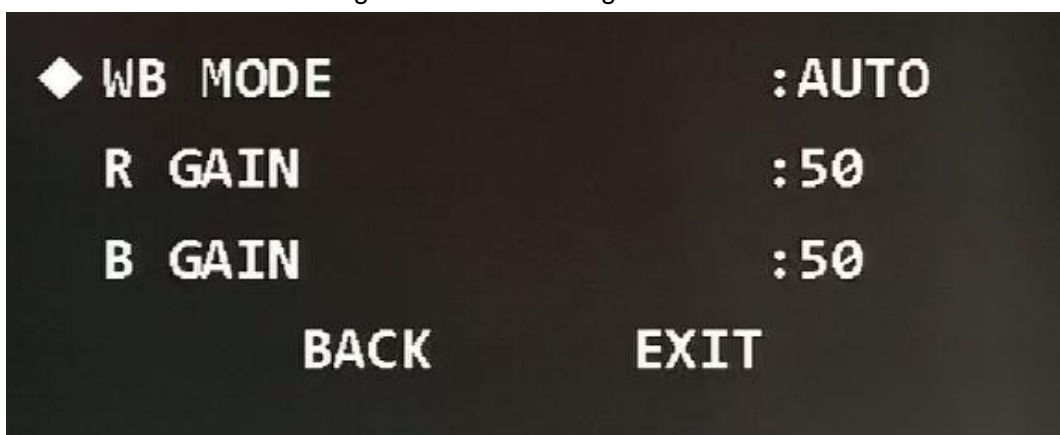 ◆ WB MODE :AUTO
R GAIN :50
B GAIN :50
BACK EXIT